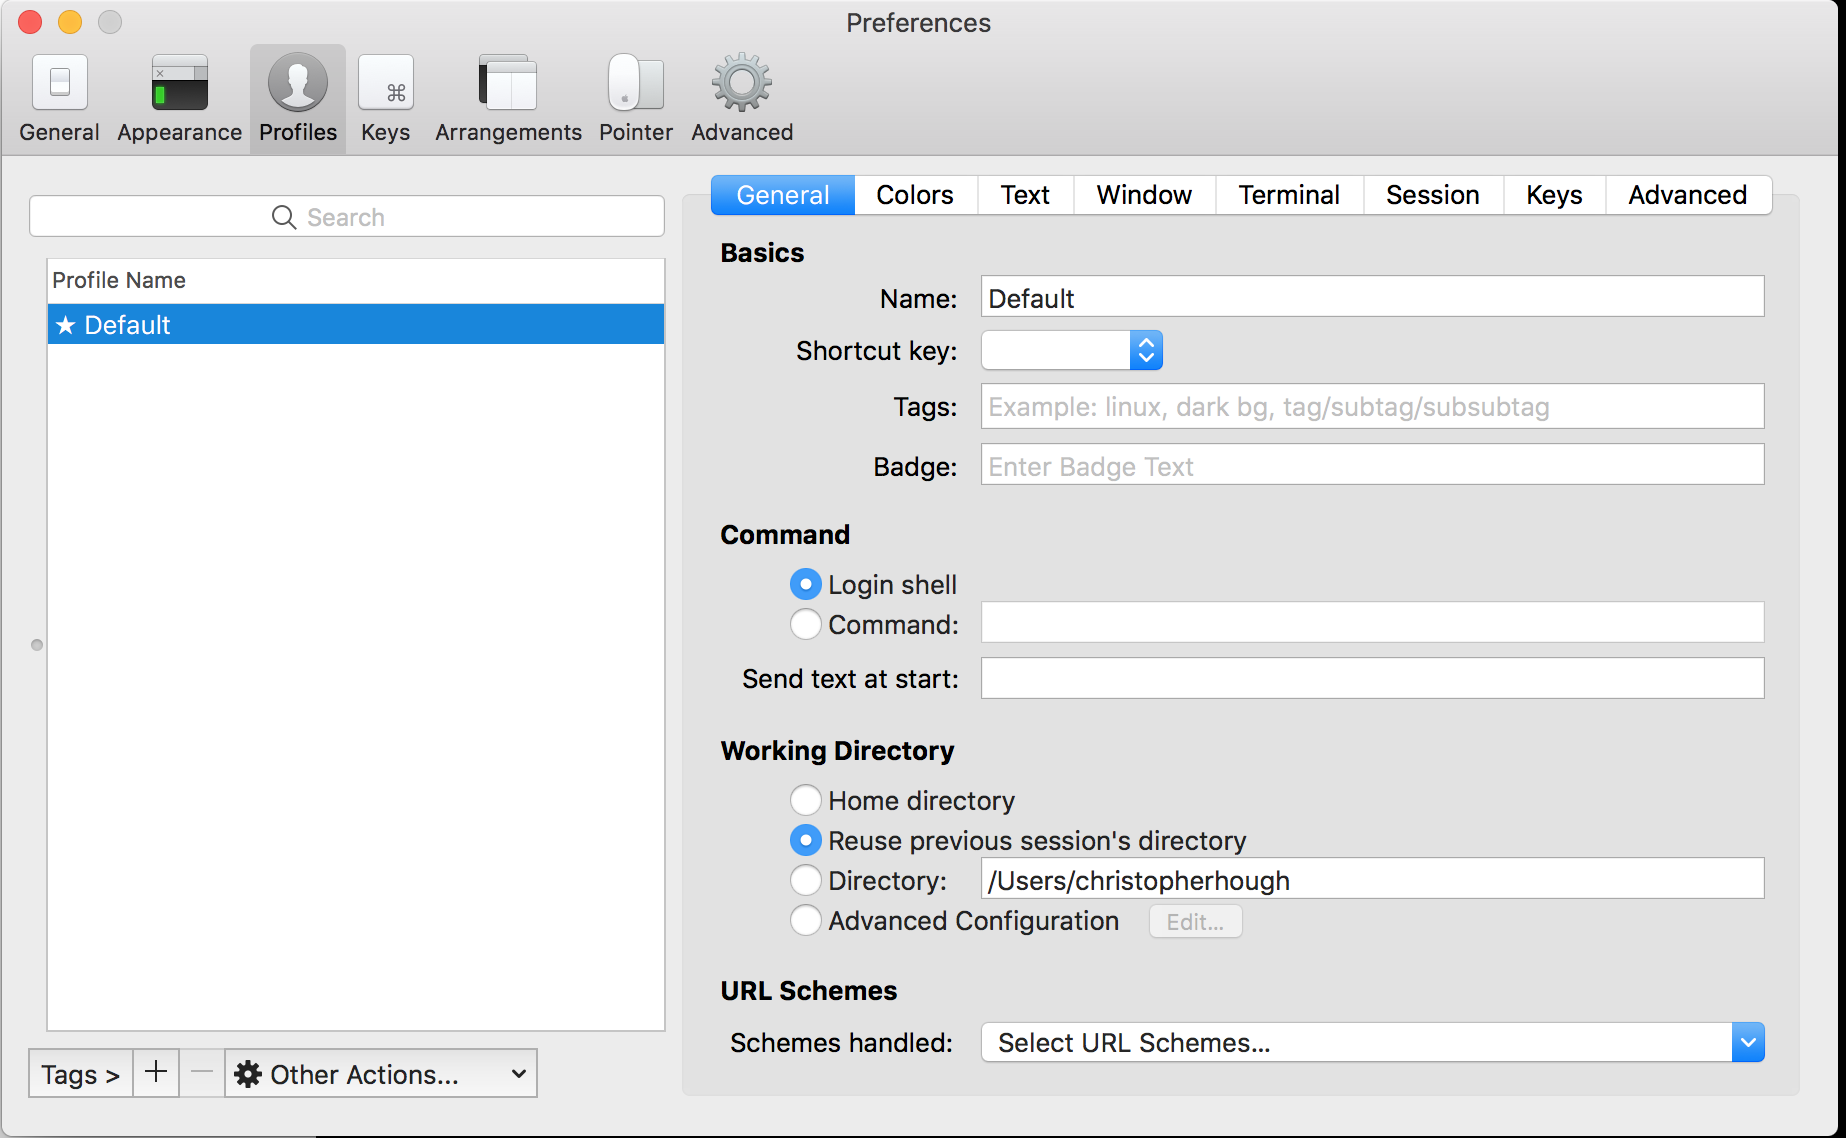 Preferences
General Appearance Profiles Keys Arrangements Pointer Advanced
Search
Profile Name
★ Default
Tags > + — Other Actions...
General Colors Text Window Terminal Session Keys Advanced
Basics
Name: Default
Shortcut key:
Tags: Example: linux, dark bg, tag/subtag/subsubtag
Badge: Enter Badge Text
Command
Login shell
Command:
Send text at start:
Working Directory
Home directory
Reuse previous session's directory
Directory: /Users/christopherhough
Advanced Configuration Edit...
URL Schemes
Schemes handled: Select URL Schemes...